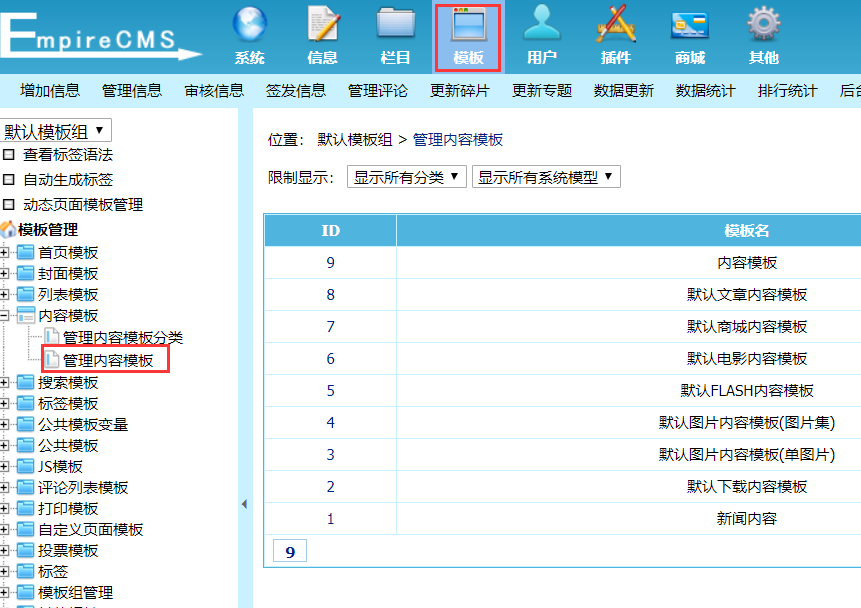 EmpireCMS
系统 信息 栏目 模板 用户 插件 商城 其他
增加信息 管理信息 审核信息 签发信息 管理评论 更新碎片 更新专题 数据更新 数据统计 排行统计 后台
默认模板组
查看标签语法
自动生成标签
动态页面模板管理
模板管理
首页模板
封面模板
列表模板
内容模板
管理内容模板分类
管理内容模板
搜索模板
标签模板
公共模板变量
公共模板
JS模板
评论列表模板
打印模板
自定义页面模板
投票模板
标签
模板组管理
位置： 默认模板组 > 管理内容模板
限制显示： 显示所有分类 显示所有系统模型
ID 模板名
9 内容模板
8 默认文章内容模板
7 默认商城内容模板
6 默认电影内容模板
5 默认FLASH内容模板
4 默认图片内容模板(图片集)
3 默认图片内容模板(单图片)
2 默认下载内容模板
1 新闻内容
9